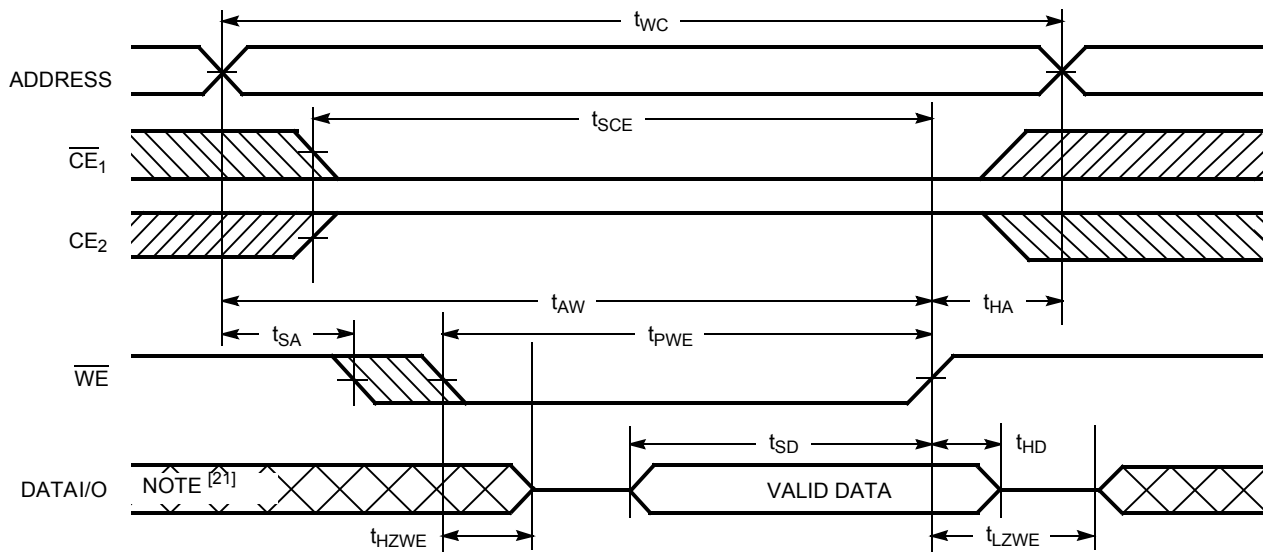 tWC
ADDRESS
tSCE
CE1
CE2
tAW
tHA
tSA
tPWE
WE
tSD
tHD
DATAI/O
NOTE [21]
VALID DATA
tHZWE
tLZWE